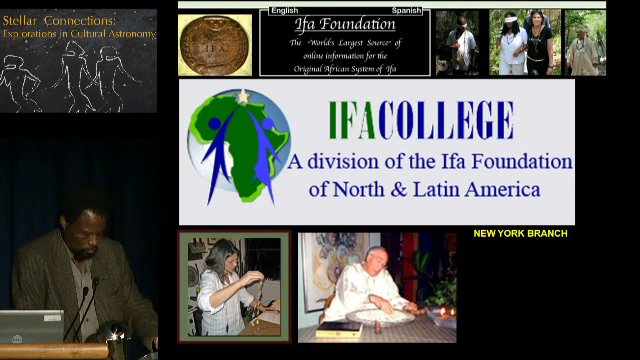 Stellar Connections:
Explorations in Cultural Astronomy
English Spanish
Ifa Foundation
The "World's Largest Source" of
online information for the
Original African System of Ifa
IFA
IFACOLLEGE
A division of the Ifa Foundation
of North & Latin America
NEW YORK BRANCH